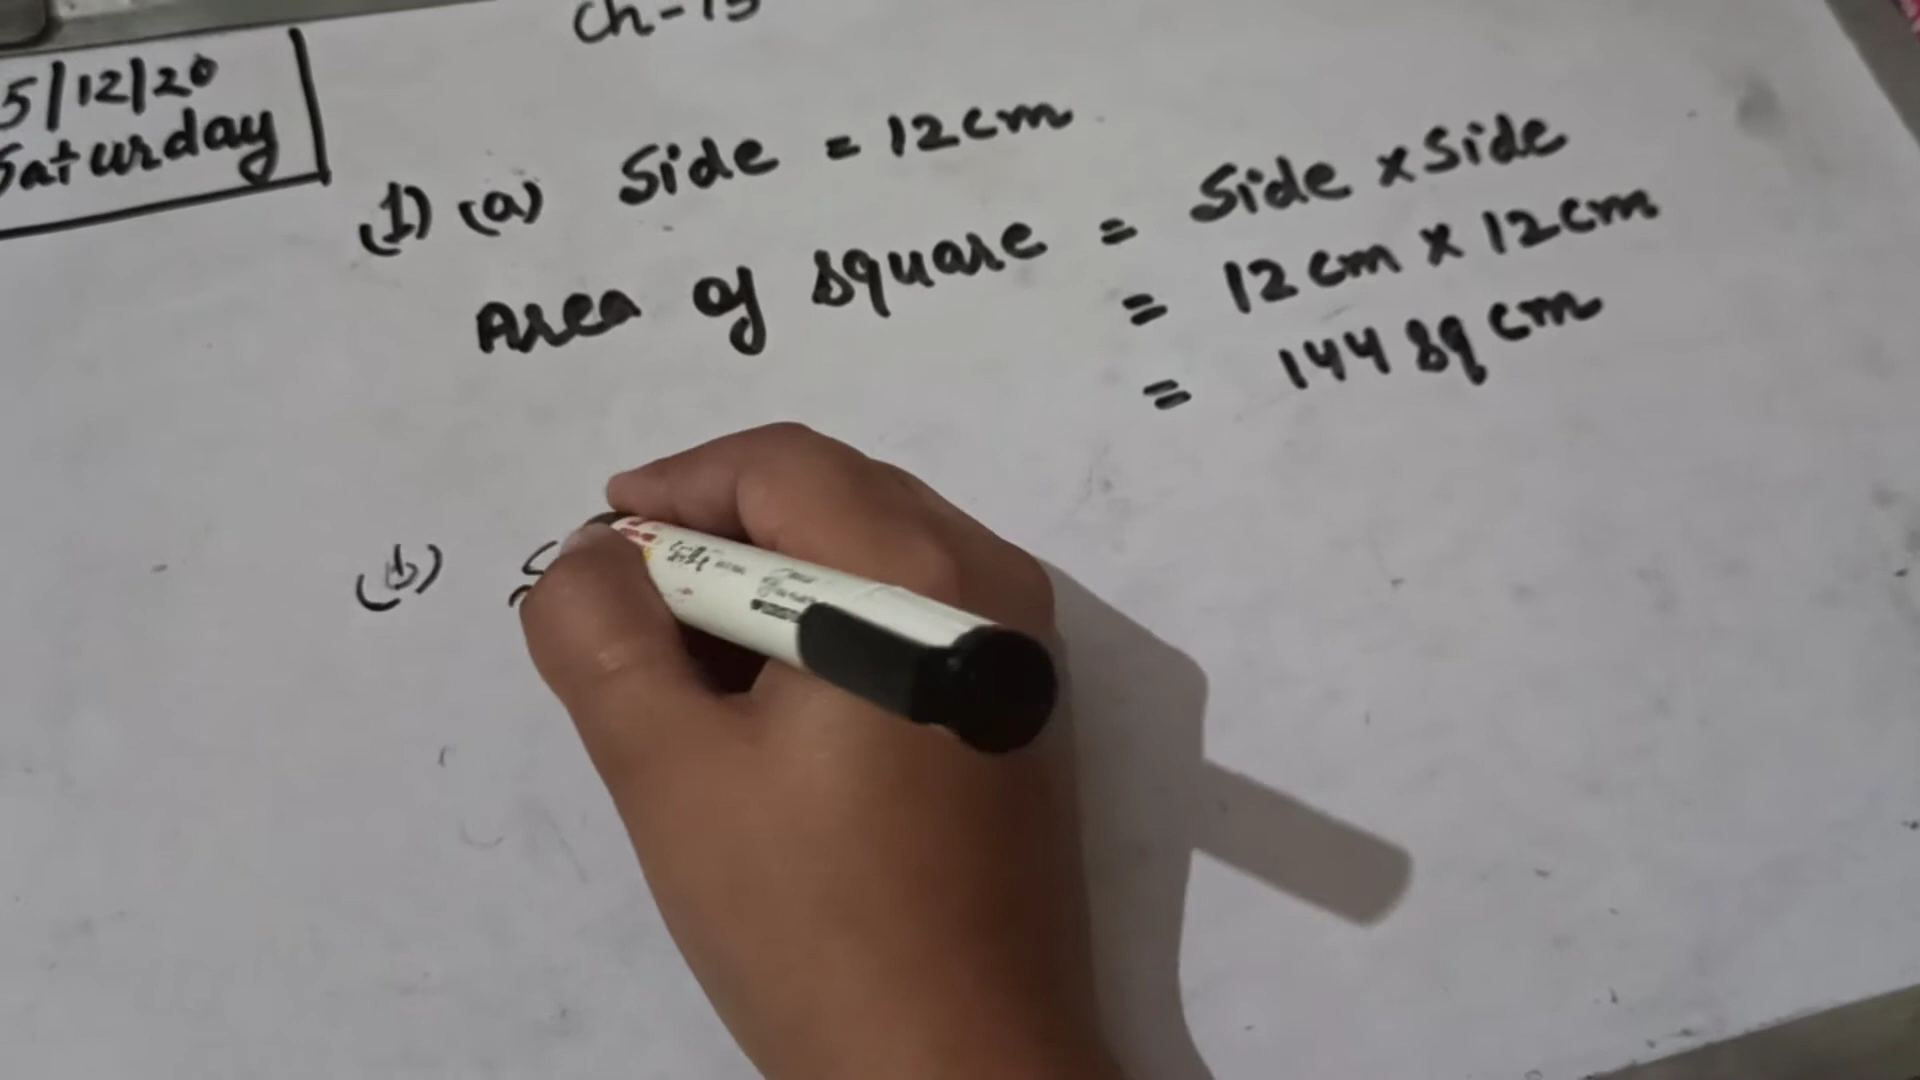 Ch-13
5/12/20
Saturday
(1) (a) Side = 12cm
Area of square = Side × Side
= 12cm × 12cm
= 144 sq cm
(b) S